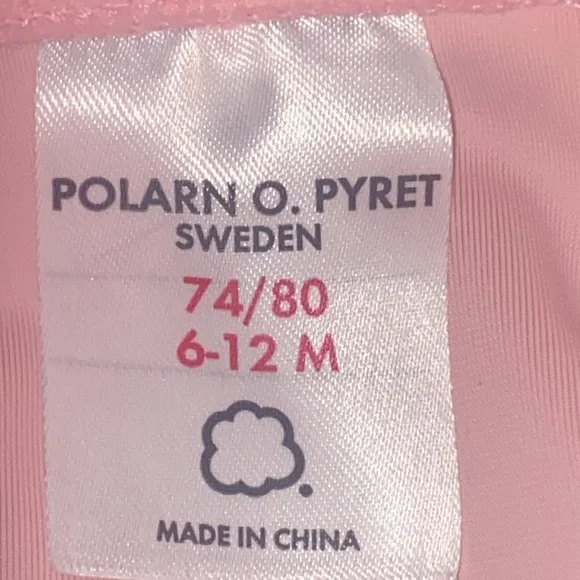 POLARN O. PYRET
SWEDEN
74/80
6-12 M
MADE IN CHINA